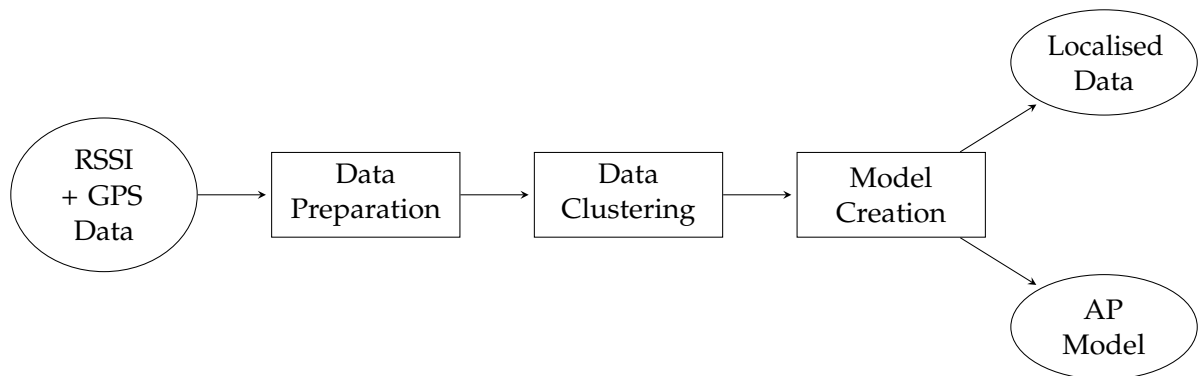 RSSI
+ GPS
Data
Data
Preparation
Data
Clustering
Model
Creation
Localised
Data
AP
Model